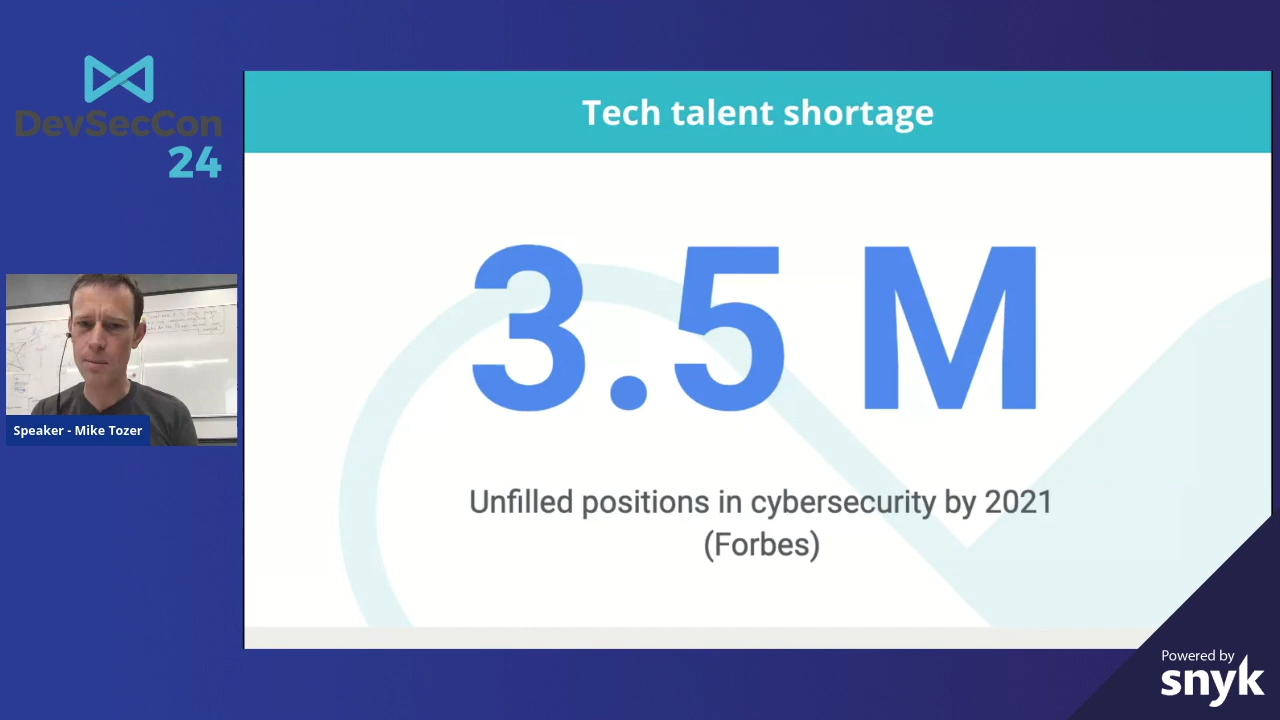 DevSecCon
24
Tech talent shortage
3.5 M
Unfilled positions in cybersecurity by 2021
(Forbes)
Speaker - Mike Tozer
Powered by
snyk